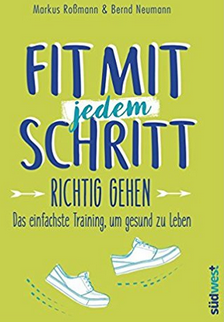 Markus Roßmann & Bernd Neumann
FIT MIT
jedem
SCHRITT
RICHTIG GEHEN
Das einfachste Training, um gesund zu Leben
südwest